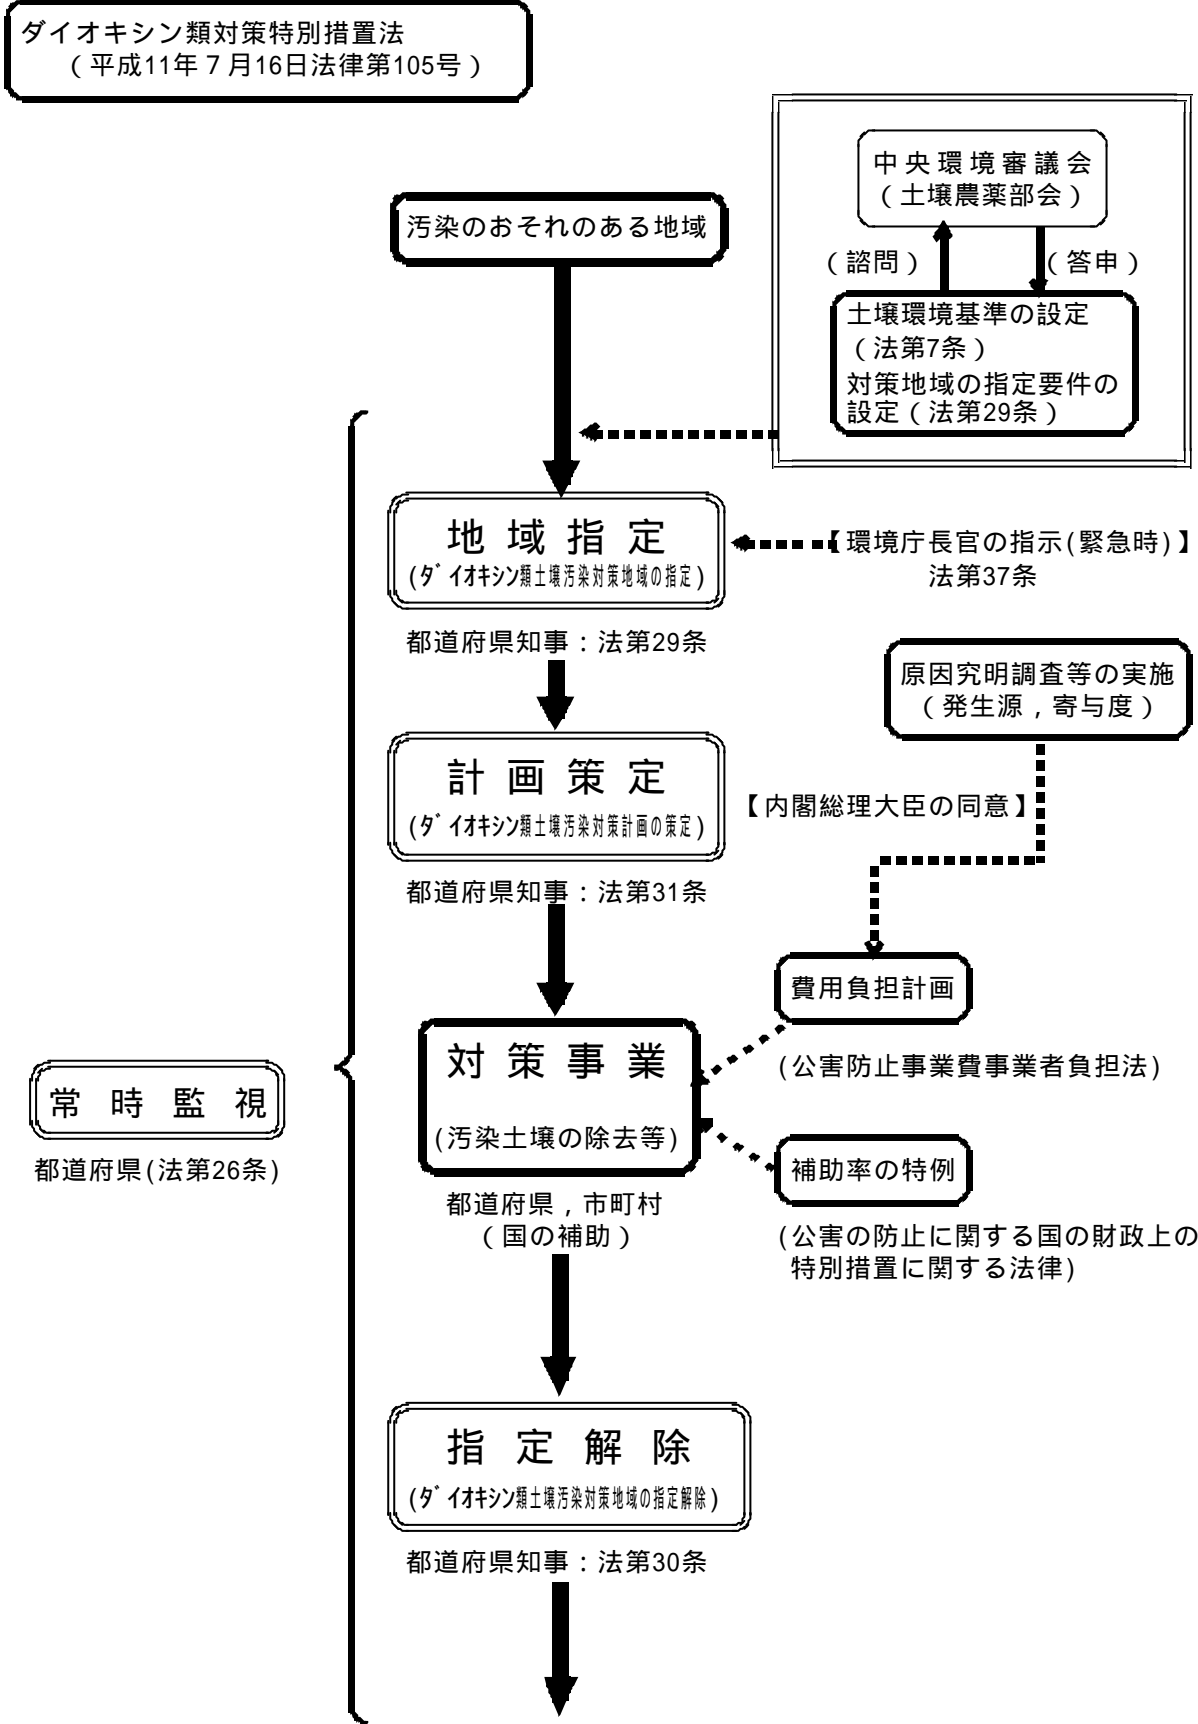 ダイオキシン類対策特別措置法
（平成11年７月16日法律第105号）
中央環境審議会
（土壌農薬部会）
汚染のおそれのある地域
（諮問）
（答申）
土壌環境基準の設定
（法第7条）
対策地域の指定要件の
設定（法第29条）
地域指定
(ﾀﾞｲｵｷｼﾝ類土壌汚染対策地域の指定)
【環境庁長官の指示(緊急時)】
法第37条
都道府県知事：法第29条
原因究明調査等の実施
（発生源，寄与度）
計画策定
(ﾀﾞｲｵｷｼﾝ類土壌汚染対策計画の策定)
【内閣総理大臣の同意】
都道府県知事：法第31条
費用負担計画
対策事業
(公害防止事業費事業者負担法)
常時監視
(汚染土壌の除去等)
都道府県(法第26条)
補助率の特例
都道府県，市町村
（国の補助）
(公害の防止に関する国の財政上の
特別措置に関する法律)
指定解除
(ﾀﾞｲｵｷｼﾝ類土壌汚染対策地域の指定解除)
都道府県知事：法第30条